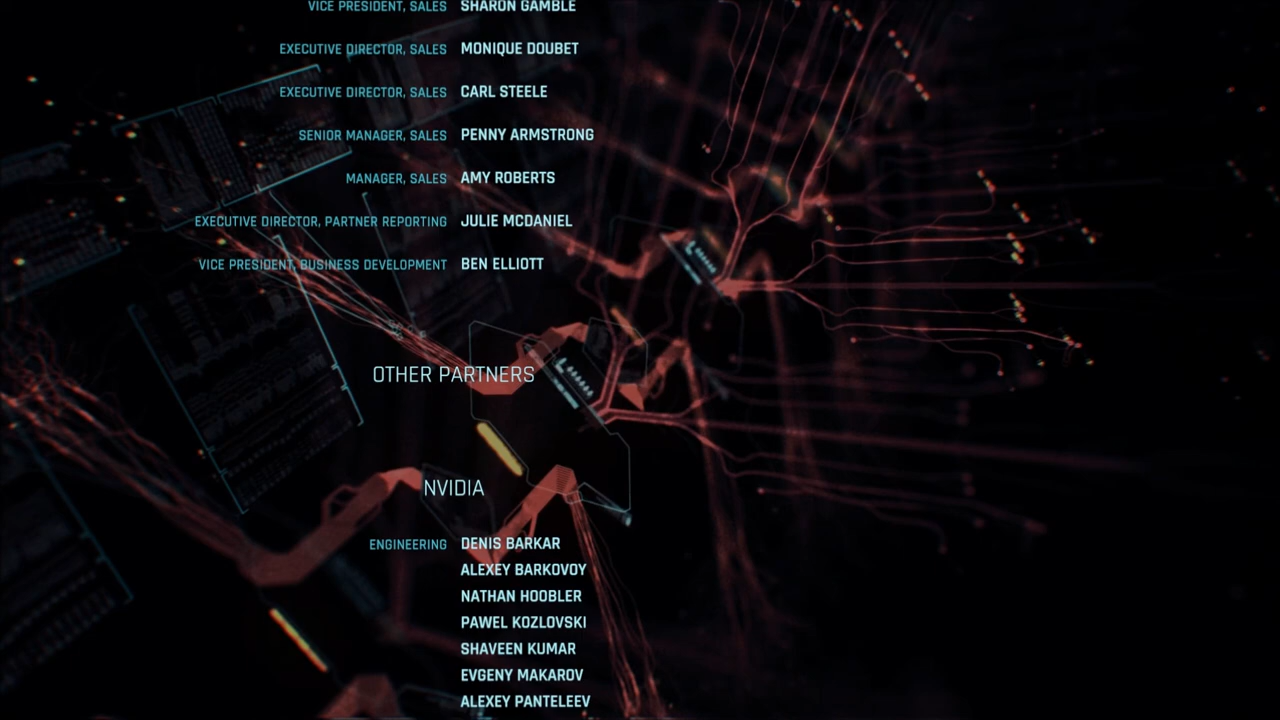 VICE PRESIDENT, SALES SHARON GAMBLE
EXECUTIVE DIRECTOR, SALES MONIQUE DOUBET
EXECUTIVE DIRECTOR, SALES CARL STEELE
SENIOR MANAGER, SALES PENNY ARMSTRONG
MANAGER, SALES AMY ROBERTS
EXECUTIVE DIRECTOR, PARTNER REPORTING JULIE MCDANIEL
VICE PRESIDENT, BUSINESS DEVELOPMENT BEN ELLIOTT
OTHER PARTNERS
NVIDIA
ENGINEERING DENIS BARKAR
ALEXEY BARKOVOY
NATHAN HOOBLER
PAWEL KOZLOVSKI
SHAVEEN KUMAR
EVGENY MAKAROV
ALEXEY PANTELEEV